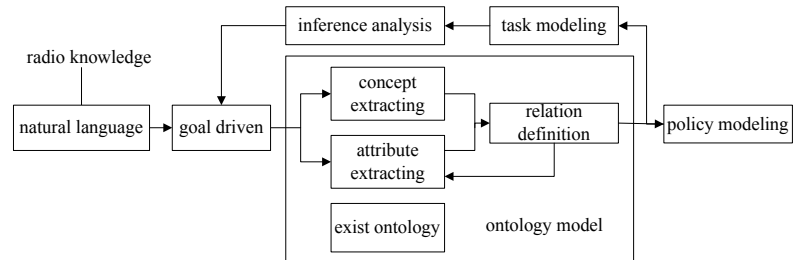 inference analysis
task modeling
radio knowledge
concept
extracting
natural language
goal driven
relation
definition
policy modeling
attribute
extracting
exist ontology
ontology model